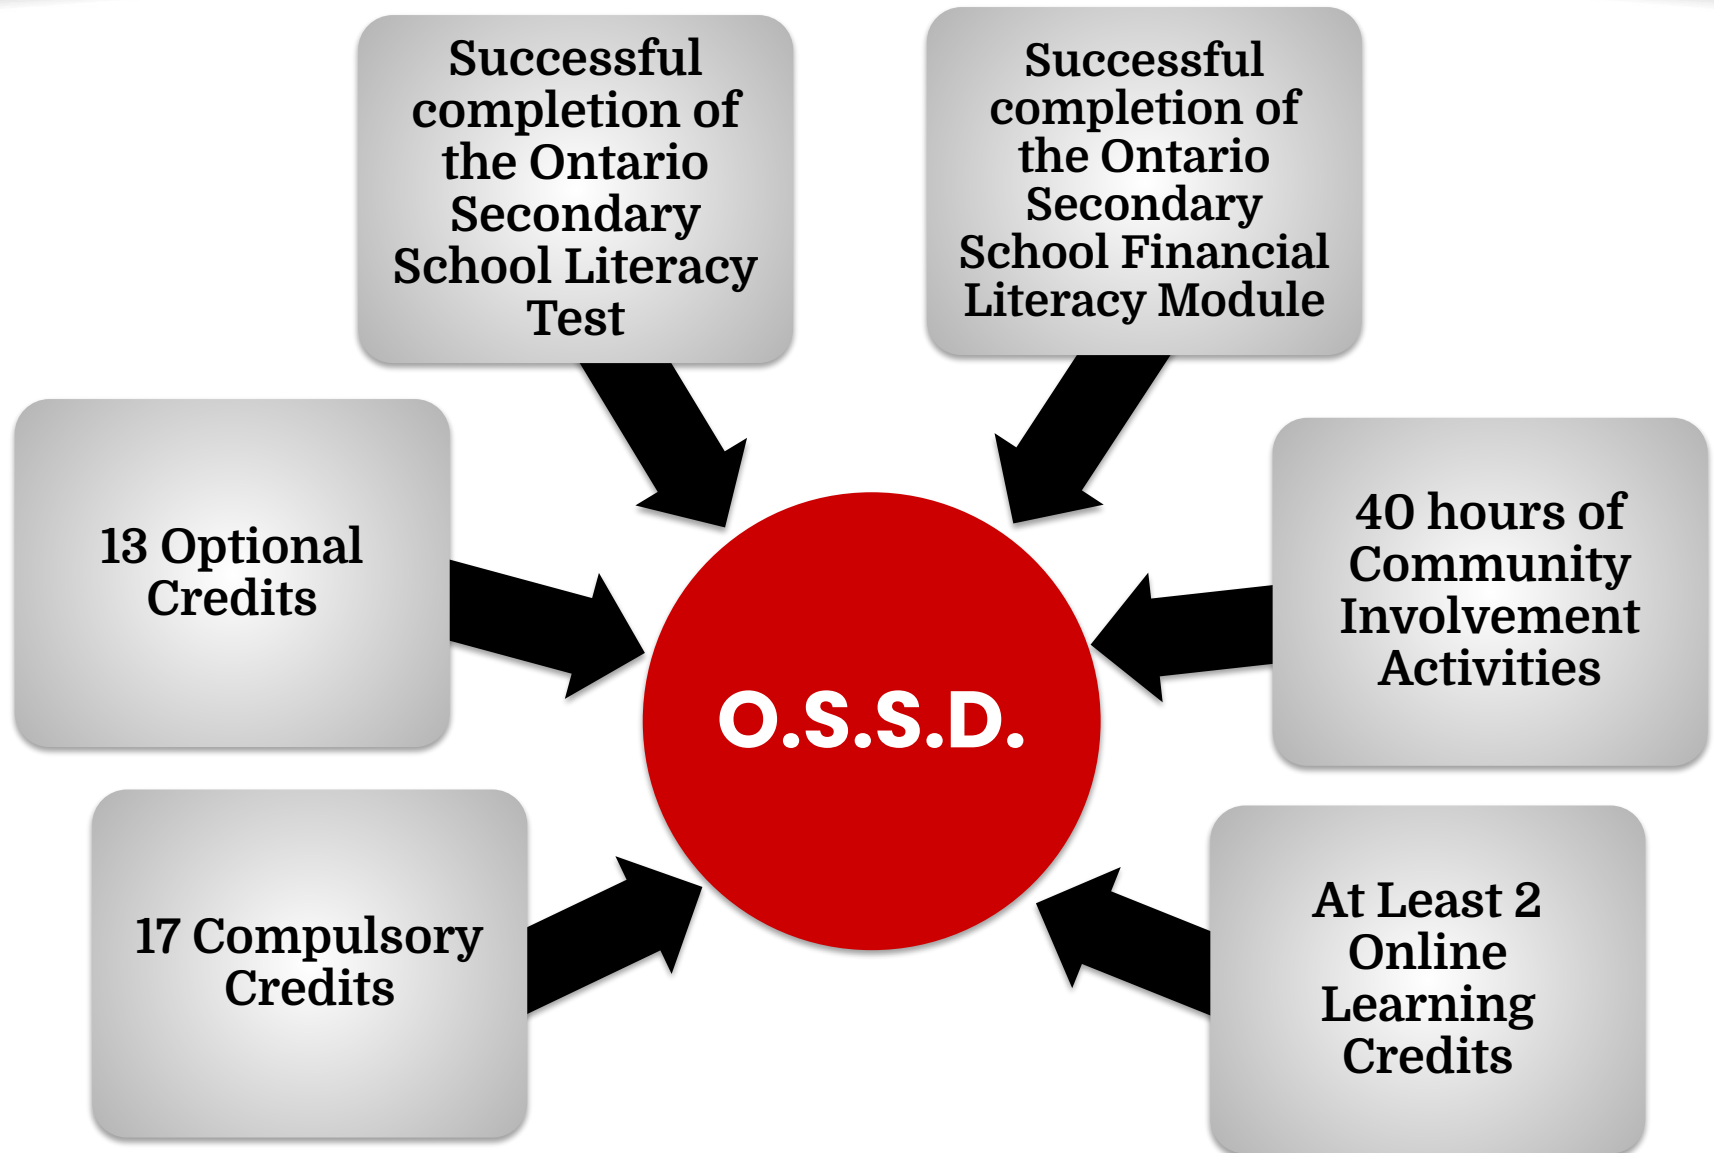 Successful
completion of
the Ontario
Secondary
School Literacy
Test
Successful
completion of
the Ontario
Secondary
School Financial
Literacy Module
13 Optional
Credits
40 hours of
Community
Involvement
Activities
O.S.S.D.
17 Compulsory
Credits
At Least 2
Online
Learning
Credits